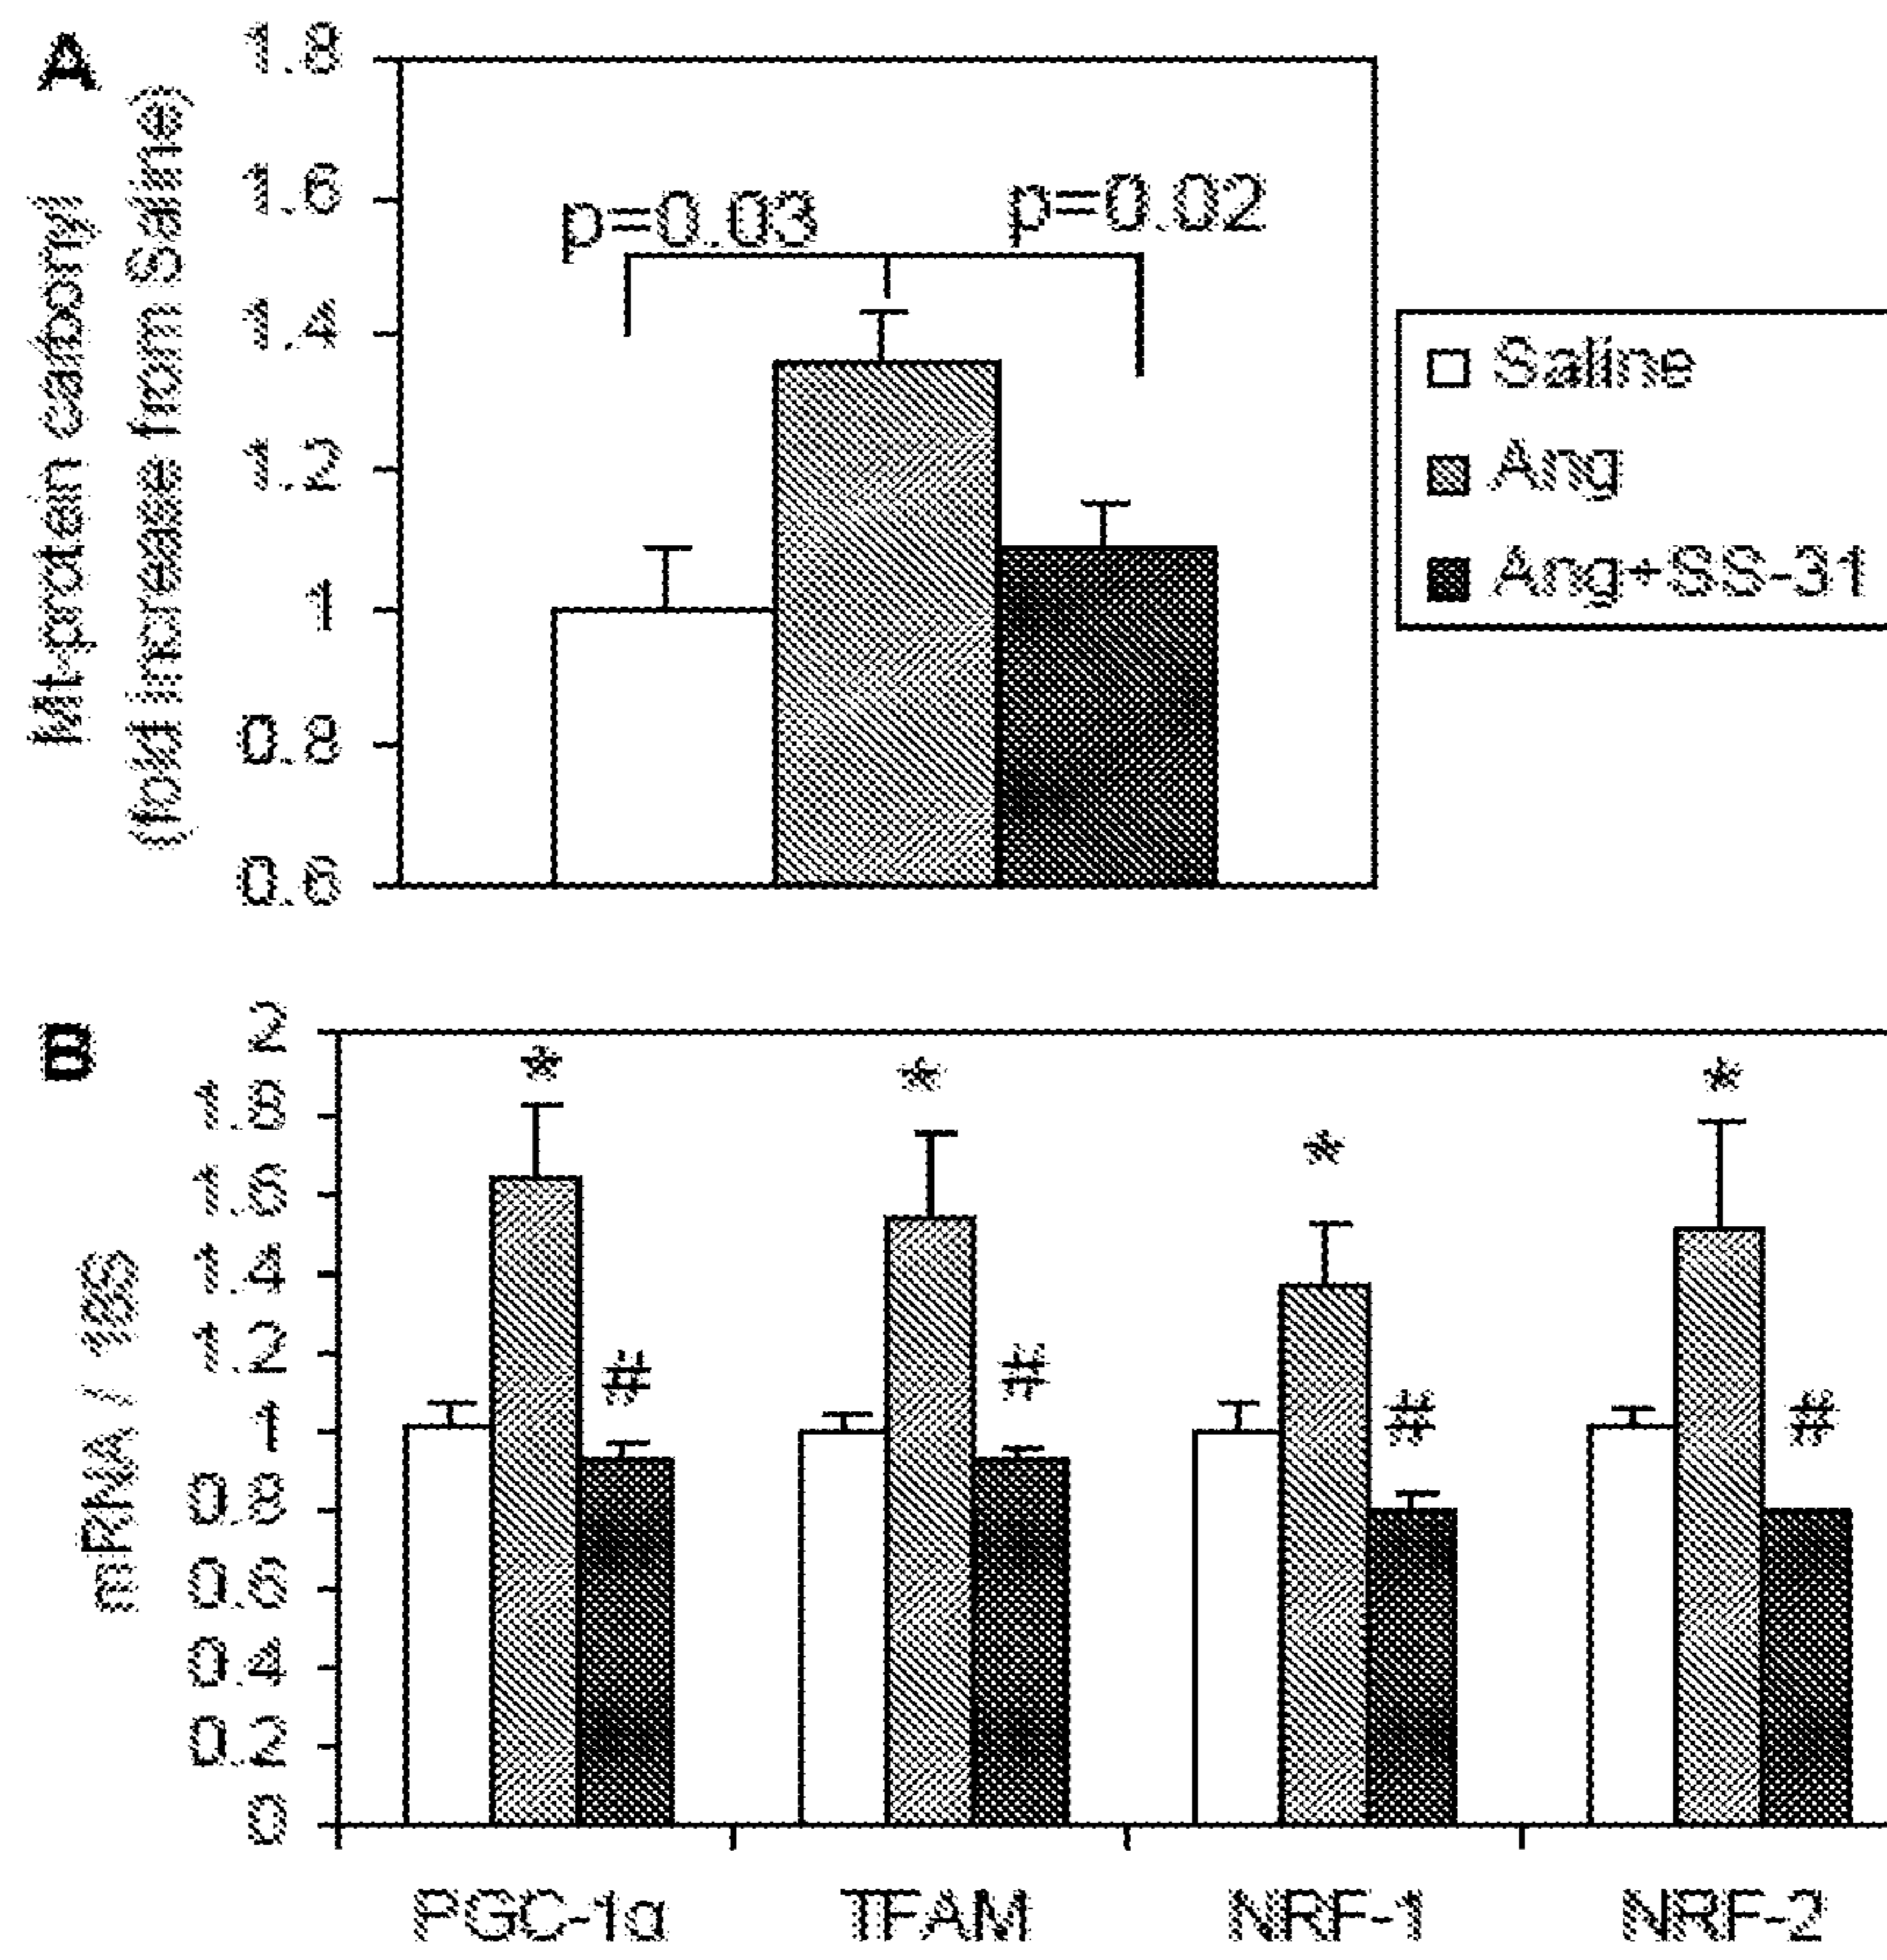 A
Mt-protein carbonyl
(fold increase from Saline)
1.8
1.6
1.4
1.2
1
0.8
0.6
p=0.03
p=0.02
Saline
Ang
Ang+SS-31
B
mRNA / 18S
2
1.8
1.6
1.4
1.2
1
0.8
0.6
0.4
0.2
0
*
#
*
#
*
#
*
#
PGC-1α
TFAM
NRF-1
NRF-2